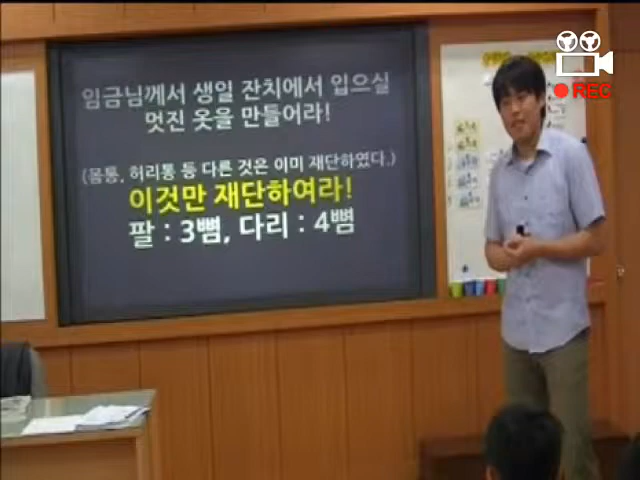 임금님께서 생일 잔치에서 입으실
멋진 옷을 만들어라!
(몸통, 허리통 등 다른 것은 이미 재단하였다.)
이것만 재단하여라!
팔 : 3뼘, 다리 : 4뼘
REC